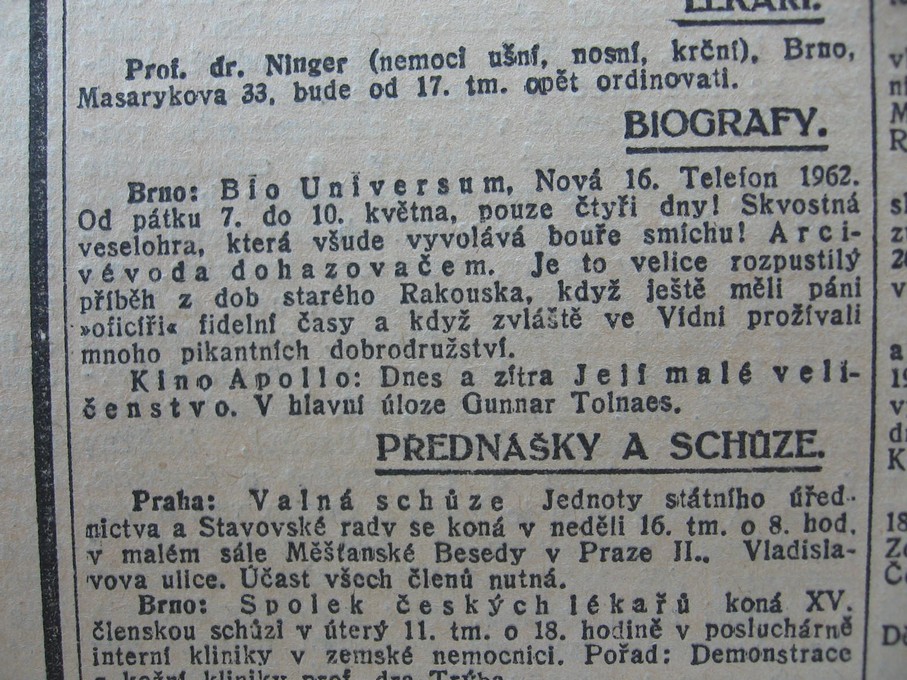 LÉKAŘI.
Prof. dr. Ninger (nemoci ušní, nosní, krční), Brno,
Masarykova 33, bude od 17. tm. opět ordinovati.
BIOGRAFY.
Brno: Bio Universum, Nová 16. Telefon 1962.
Od pátku 7. do 10. května, pouze čtyři dny! Skvostná
veselohra, která všude vyvolává bouře smíchu! Arci-
vévoda dohazovačem. Je to velice rozpustilý
příběh z dob starého Rakouska, když ještě měli páni
»oficíři« fidelní časy a když zvláště ve Vídni prožívali
mnoho pikantních dobrodružství.
Kino Apollo: Dnes a zítra Její malé veli-
čenstvo. V hlavní úloze Gunnar Tolnaes.
PŘEDNÁŠKY A SCHŮZE.
Praha: Valná schůze Jednoty státního úřed-
nictva a Stavovské rady se koná v neděli 16. tm. o 8. hod.
v malém sále Měšťanské Besedy v Praze II., Vladisla-
vova ulice. Účast všech členů nutná.
Brno: Spolek českých lékařů koná XV.
členskou schůzi v úterý 11. tm. o 18. hodině v posluchárně
interní kliniky v zemské nemocnici. Pořad: Demonstrace
z kožní kliniky prof. dra Trýba